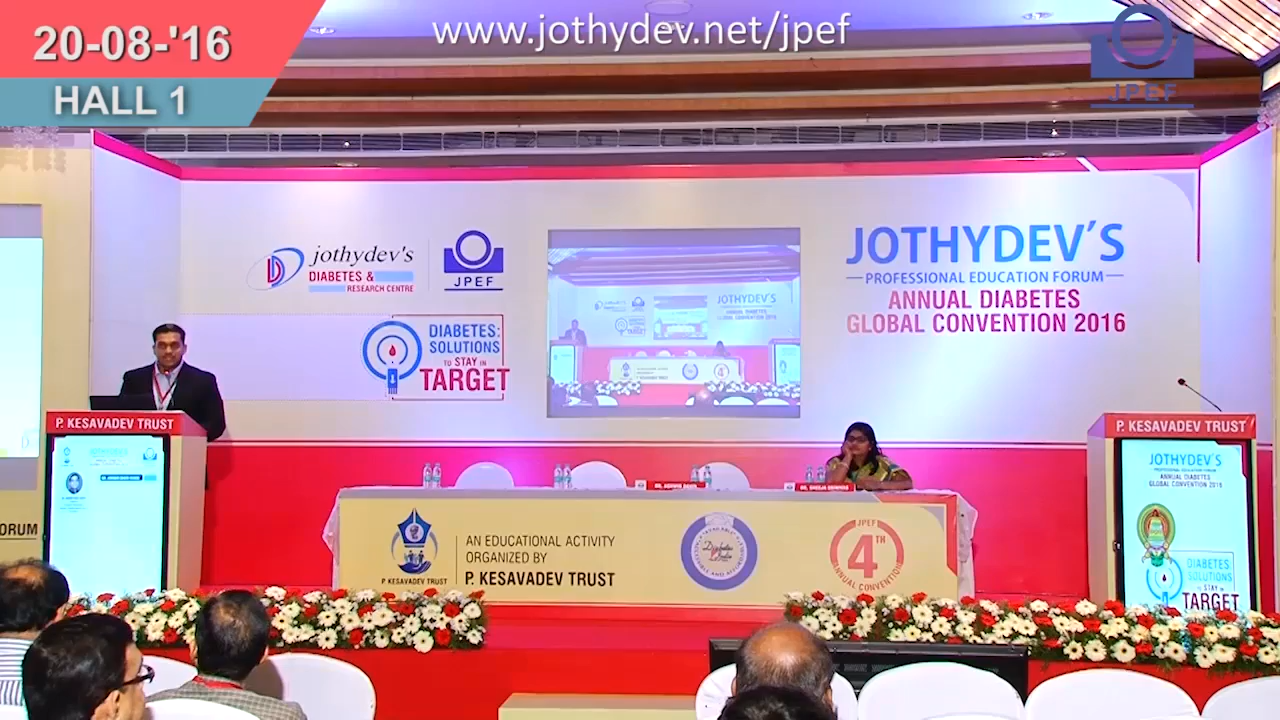 20-08-'16
HALL 1
www.jothydev.net/jpef
JPEF
jothydev's
DIABETES &
RESEARCH CENTRE
JPEF
DIABETES:
SOLUTIONS
TO STAY IN
TARGET
JOTHYDEV'S
PROFESSIONAL EDUCATION FORUM
ANNUAL DIABETES
GLOBAL CONVENTION 2016
JOTHYDEV'S
P. KESAVADEV TRUST
ORUM
P. KESAVADEV TRUST
AN EDUCATIONAL ACTIVITY
ORGANIZED BY
P. KESAVADEV TRUST
JPEF
4TH
ANNUAL CONVENTION
P. KESAVADEV TRUST
JOTHYDEV'S
PROFESSIONAL EDUCATION FORUM
ANNUAL DIABETES
GLOBAL CONVENTION 2016
DIABETES:
SOLUTIONS
TO STAY IN
TARGET